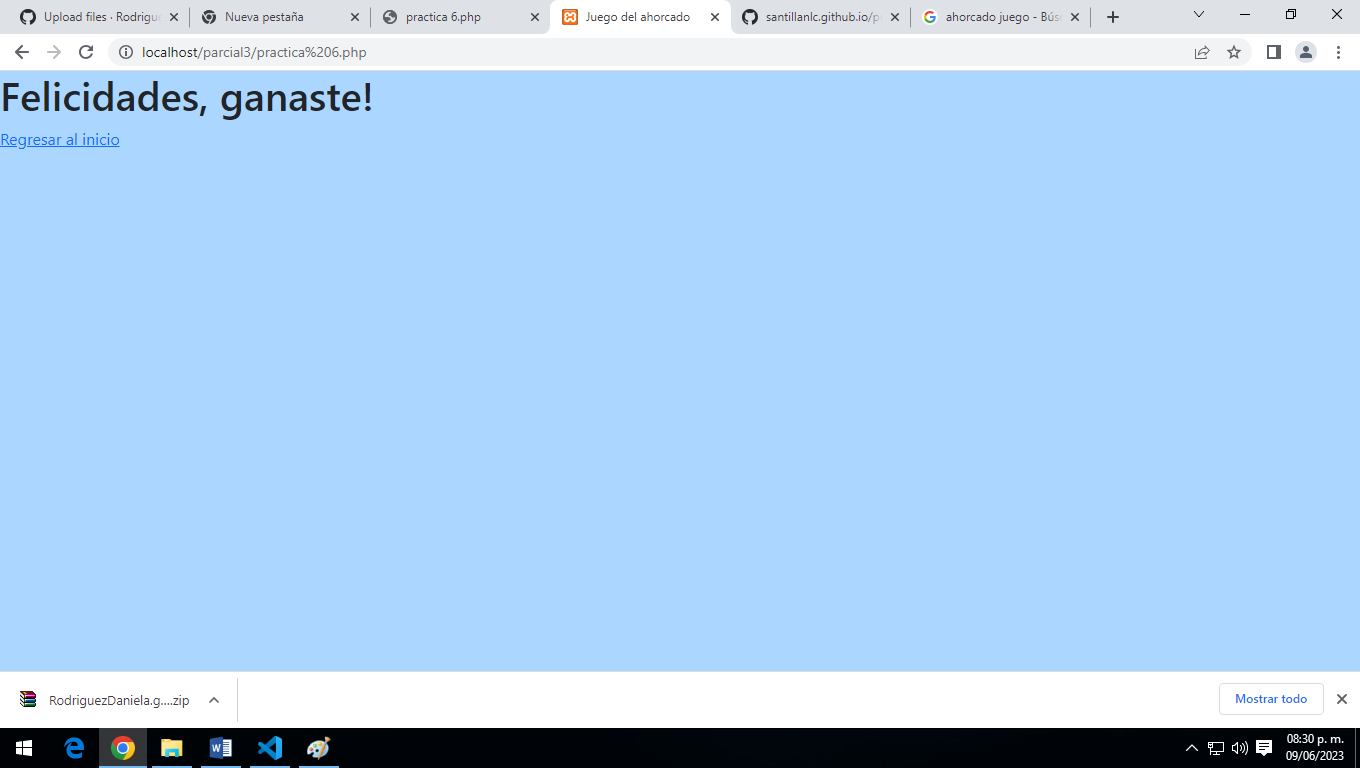 Upload files · Rodrigu
Nueva pestaña
practica 6.php
Juego del ahorcado
santillanlc.github.io/p
ahorcado juego - Bús
localhost/parcial3/practica%206.php
Felicidades, ganaste!
Regresar al inicio
RodriguezDaniela.g....zip
Mostrar todo
08:30 p. m.
09/06/2023